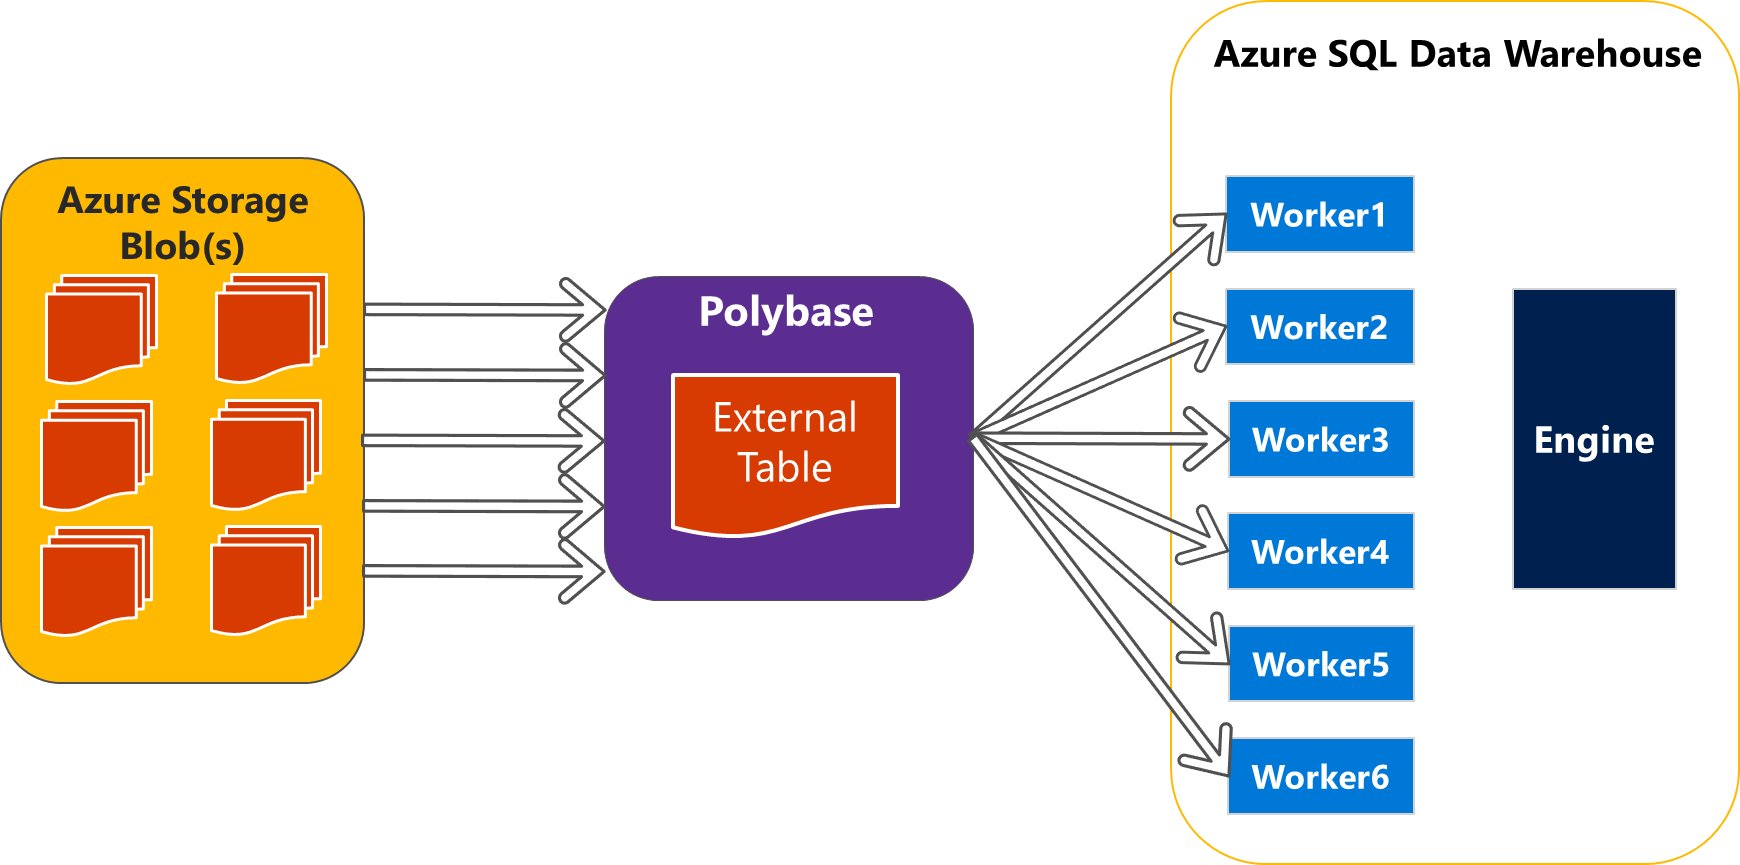 Azure SQL Data Warehouse
Azure Storage
Blob(s)
Polybase
External
Table
Worker1
Worker2
Worker3
Worker4
Worker5
Worker6
Engine